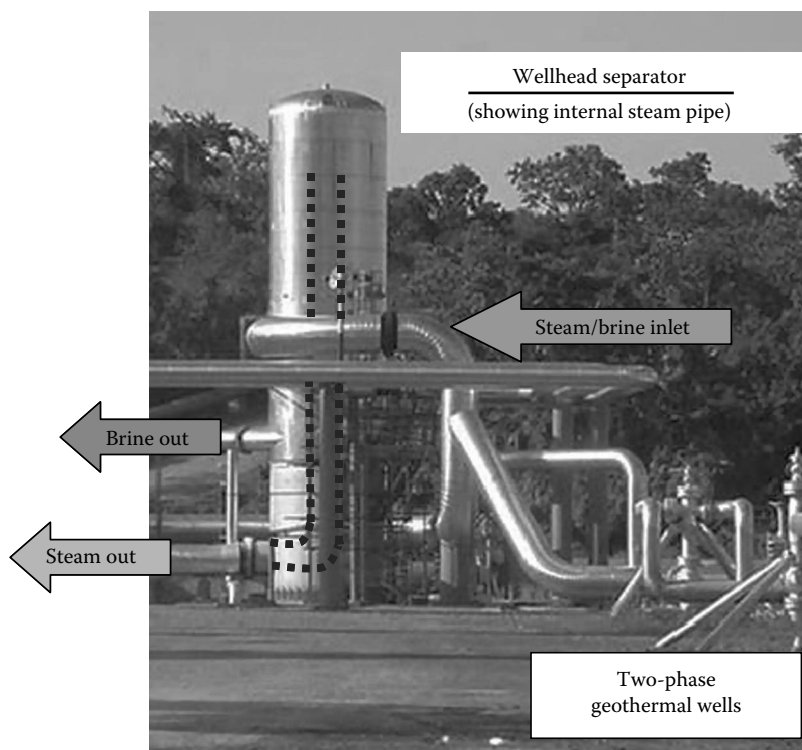 Wellhead separator
(showing internal steam pipe)
Steam/brine inlet
Brine out
Steam out
Two-phase
geothermal wells